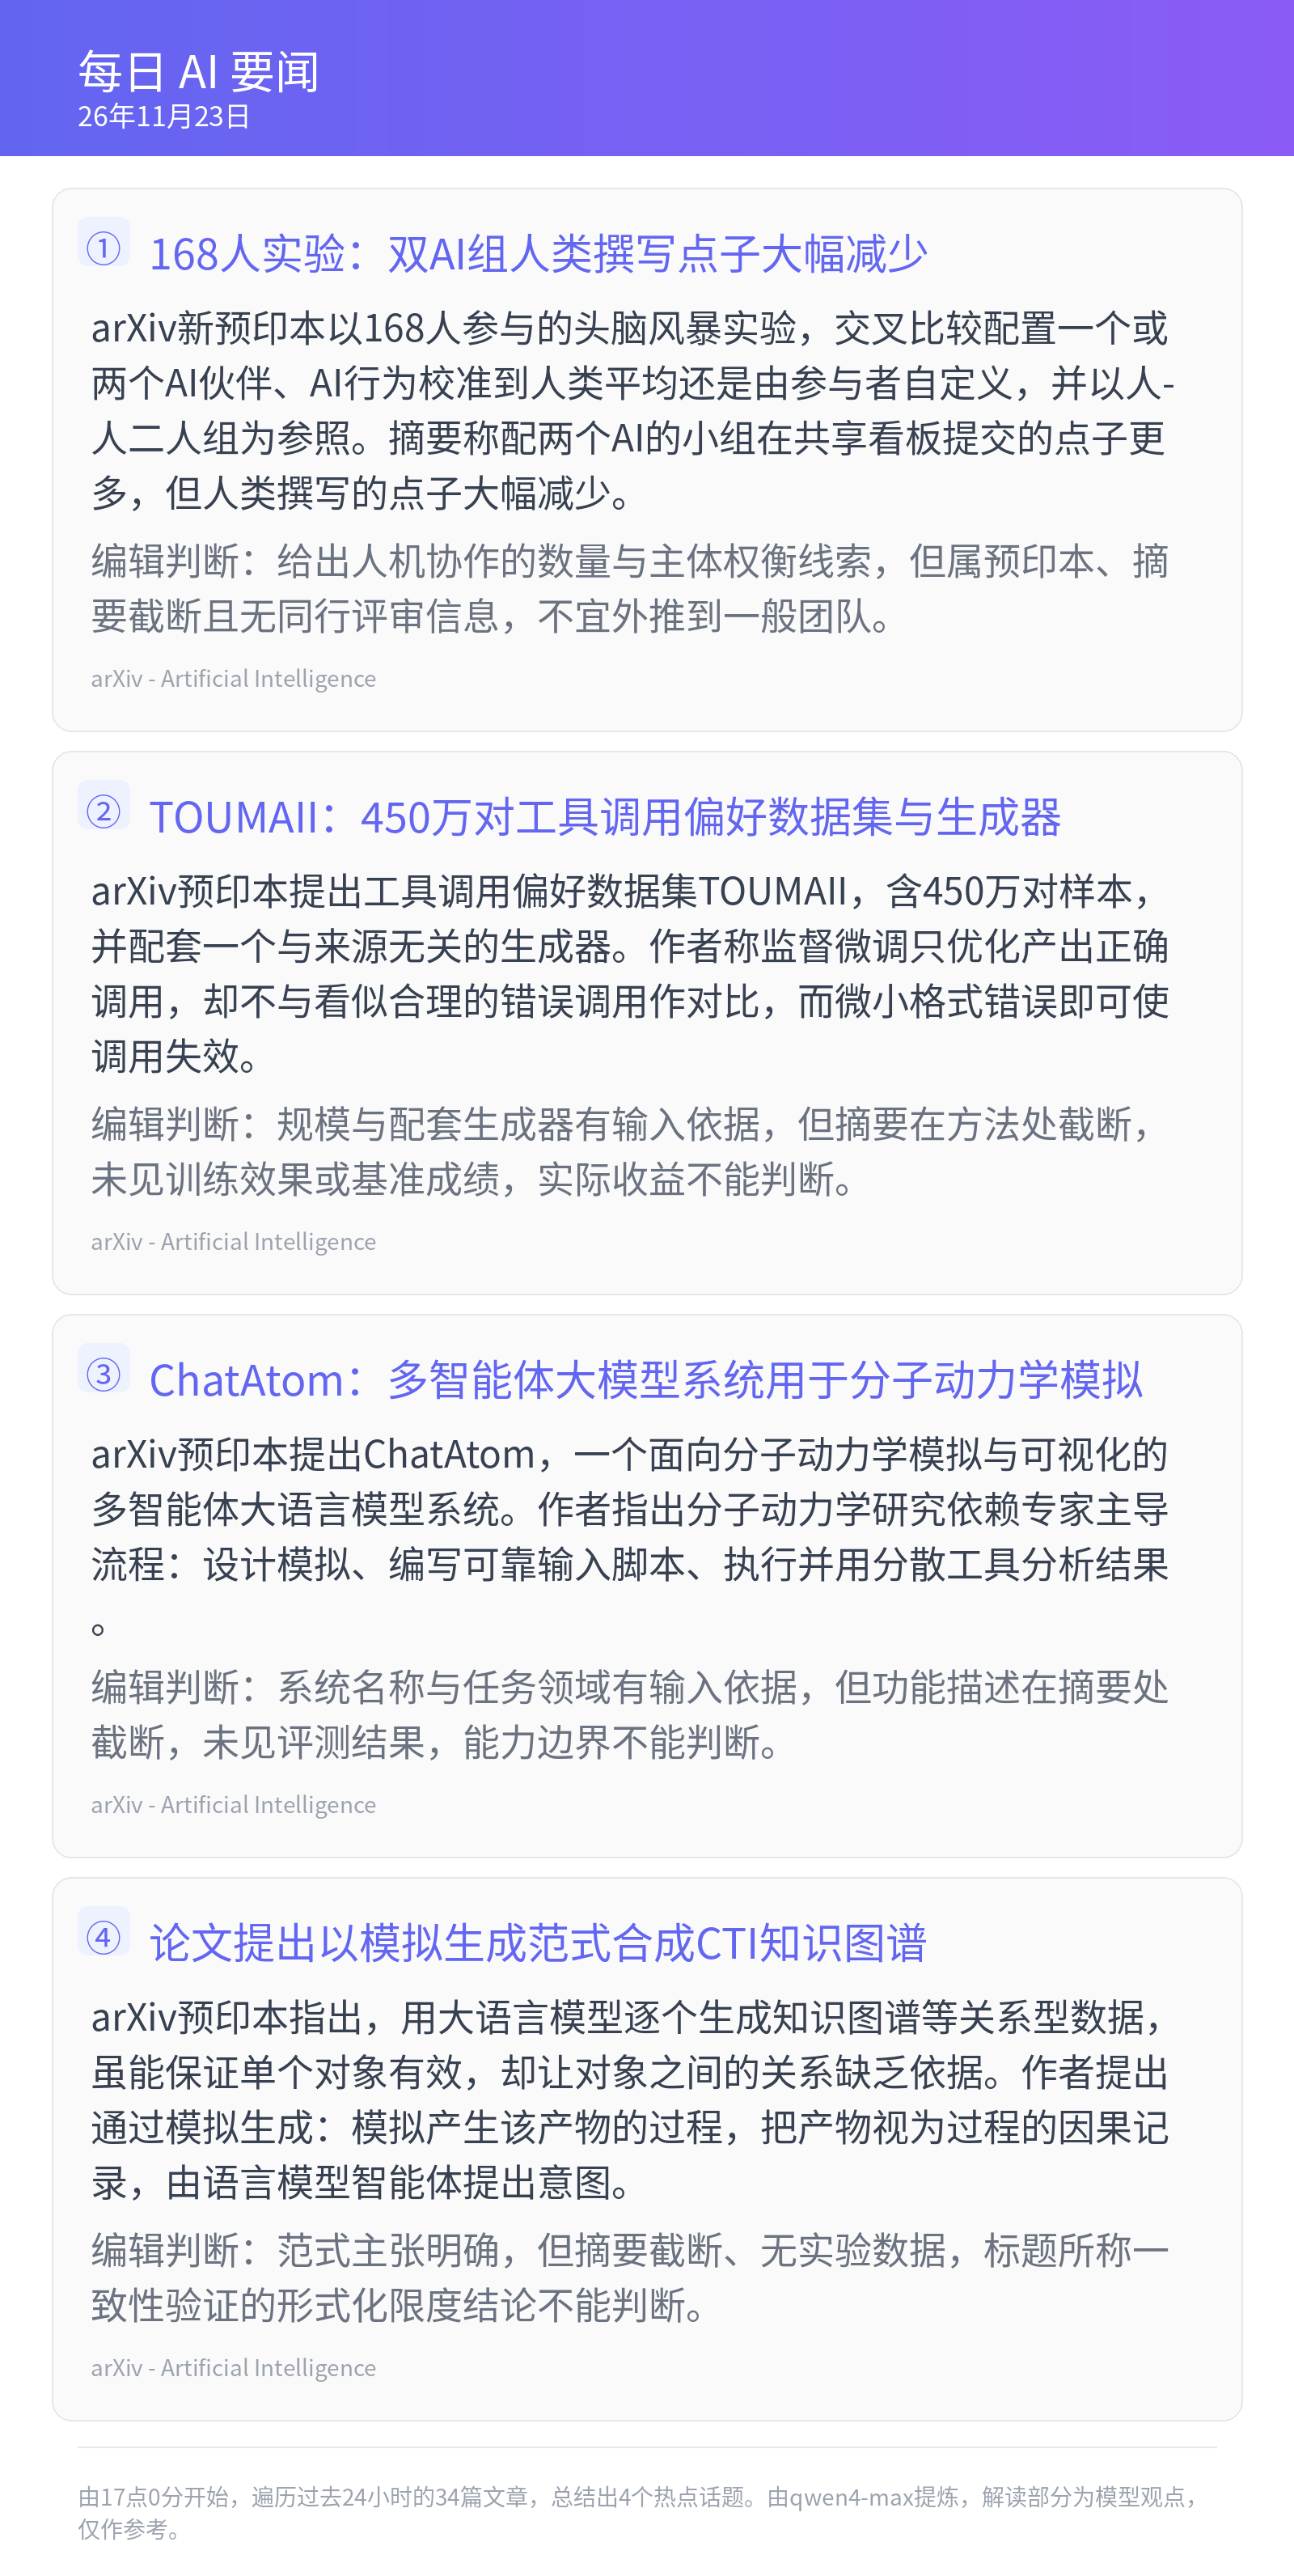 每日 AI 要闻
26年11月23日
① 168人实验：双AI组人类撰写点子大幅减少
arXiv新预印本以168人参与的头脑风暴实验，交叉比较配置一个或
两个AI伙伴、AI行为校准到人类平均还是由参与者自定义，并以人-
人二人组为参照。摘要称配两个AI的小组在共享看板提交的点子更
多，但人类撰写的点子大幅减少。
编辑判断：给出人机协作的数量与主体权衡线索，但属预印本、摘
要截断且无同行评审信息，不宜外推到一般团队。
arXiv - Artificial Intelligence
② TOUMAII：450万对工具调用偏好数据集与生成器
arXiv预印本提出工具调用偏好数据集TOUMAII，含450万对样本，
并配套一个与来源无关的生成器。作者称监督微调只优化产出正确
调用，却不与看似合理的错误调用作对比，而微小格式错误即可使
调用失效。
编辑判断：规模与配套生成器有输入依据，但摘要在方法处截断，
未见训练效果或基准成绩，实际收益不能判断。
arXiv - Artificial Intelligence
③ ChatAtom：多智能体大模型系统用于分子动力学模拟
arXiv预印本提出ChatAtom，一个面向分子动力学模拟与可视化的
多智能体大语言模型系统。作者指出分子动力学研究依赖专家主导
流程：设计模拟、编写可靠输入脚本、执行并用分散工具分析结果
。
编辑判断：系统名称与任务领域有输入依据，但功能描述在摘要处
截断，未见评测结果，能力边界不能判断。
arXiv - Artificial Intelligence
④ 论文提出以模拟生成范式合成CTI知识图谱
arXiv预印本指出，用大语言模型逐个生成知识图谱等关系型数据，
虽能保证单个对象有效，却让对象之间的关系缺乏依据。作者提出
通过模拟生成：模拟产生该产物的过程，把产物视为过程的因果记
录，由语言模型智能体提出意图。
编辑判断：范式主张明确，但摘要截断、无实验数据，标题所称一
致性验证的形式化限度结论不能判断。
arXiv - Artificial Intelligence
由17点0分开始，遍历过去24小时的34篇文章，总结出4个热点话题。由qwen4-max提炼，解读部分为模型观点，
仅作参考。